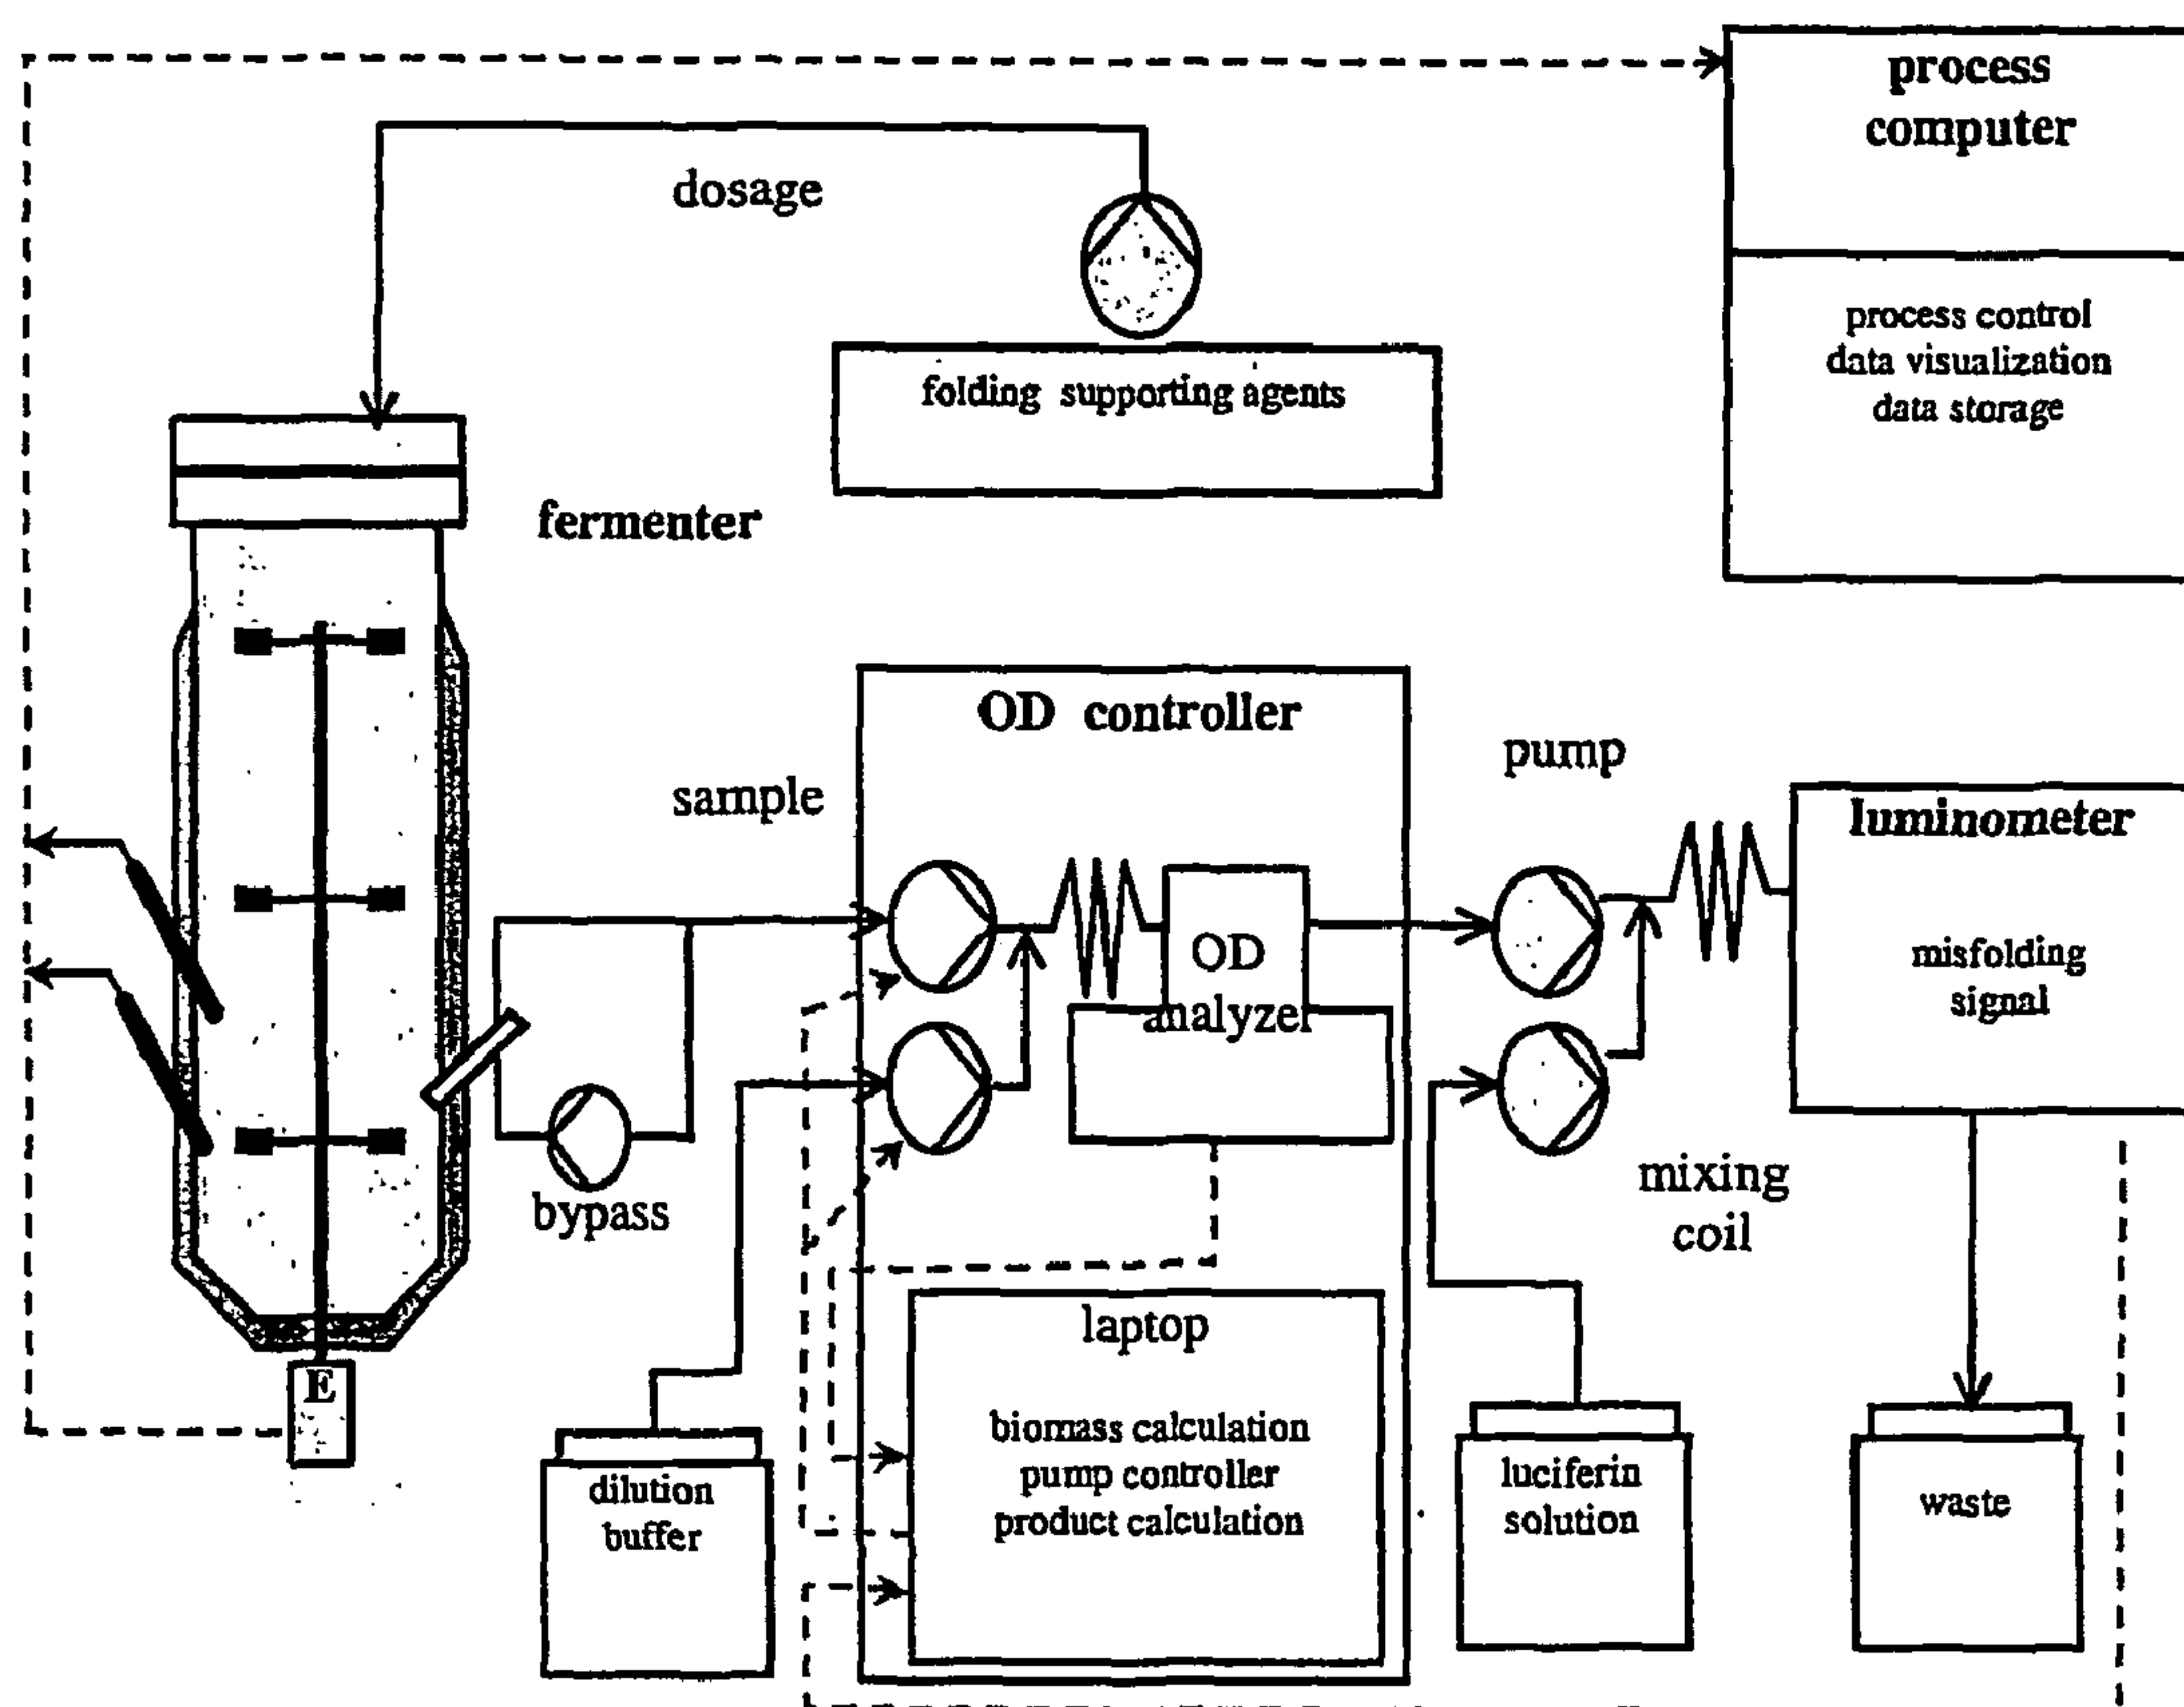 process
computer
dosage
process control
data visualization
data storage
folding supporting agents
fermenter
OD controller
pump
sample
luminometer
OD
analyzer
misfolding
signal
mixing
coil
bypass
laptop
E
biomass calculation
pump controller
product calculation
dilution
buffer
luciferin
solution
waste